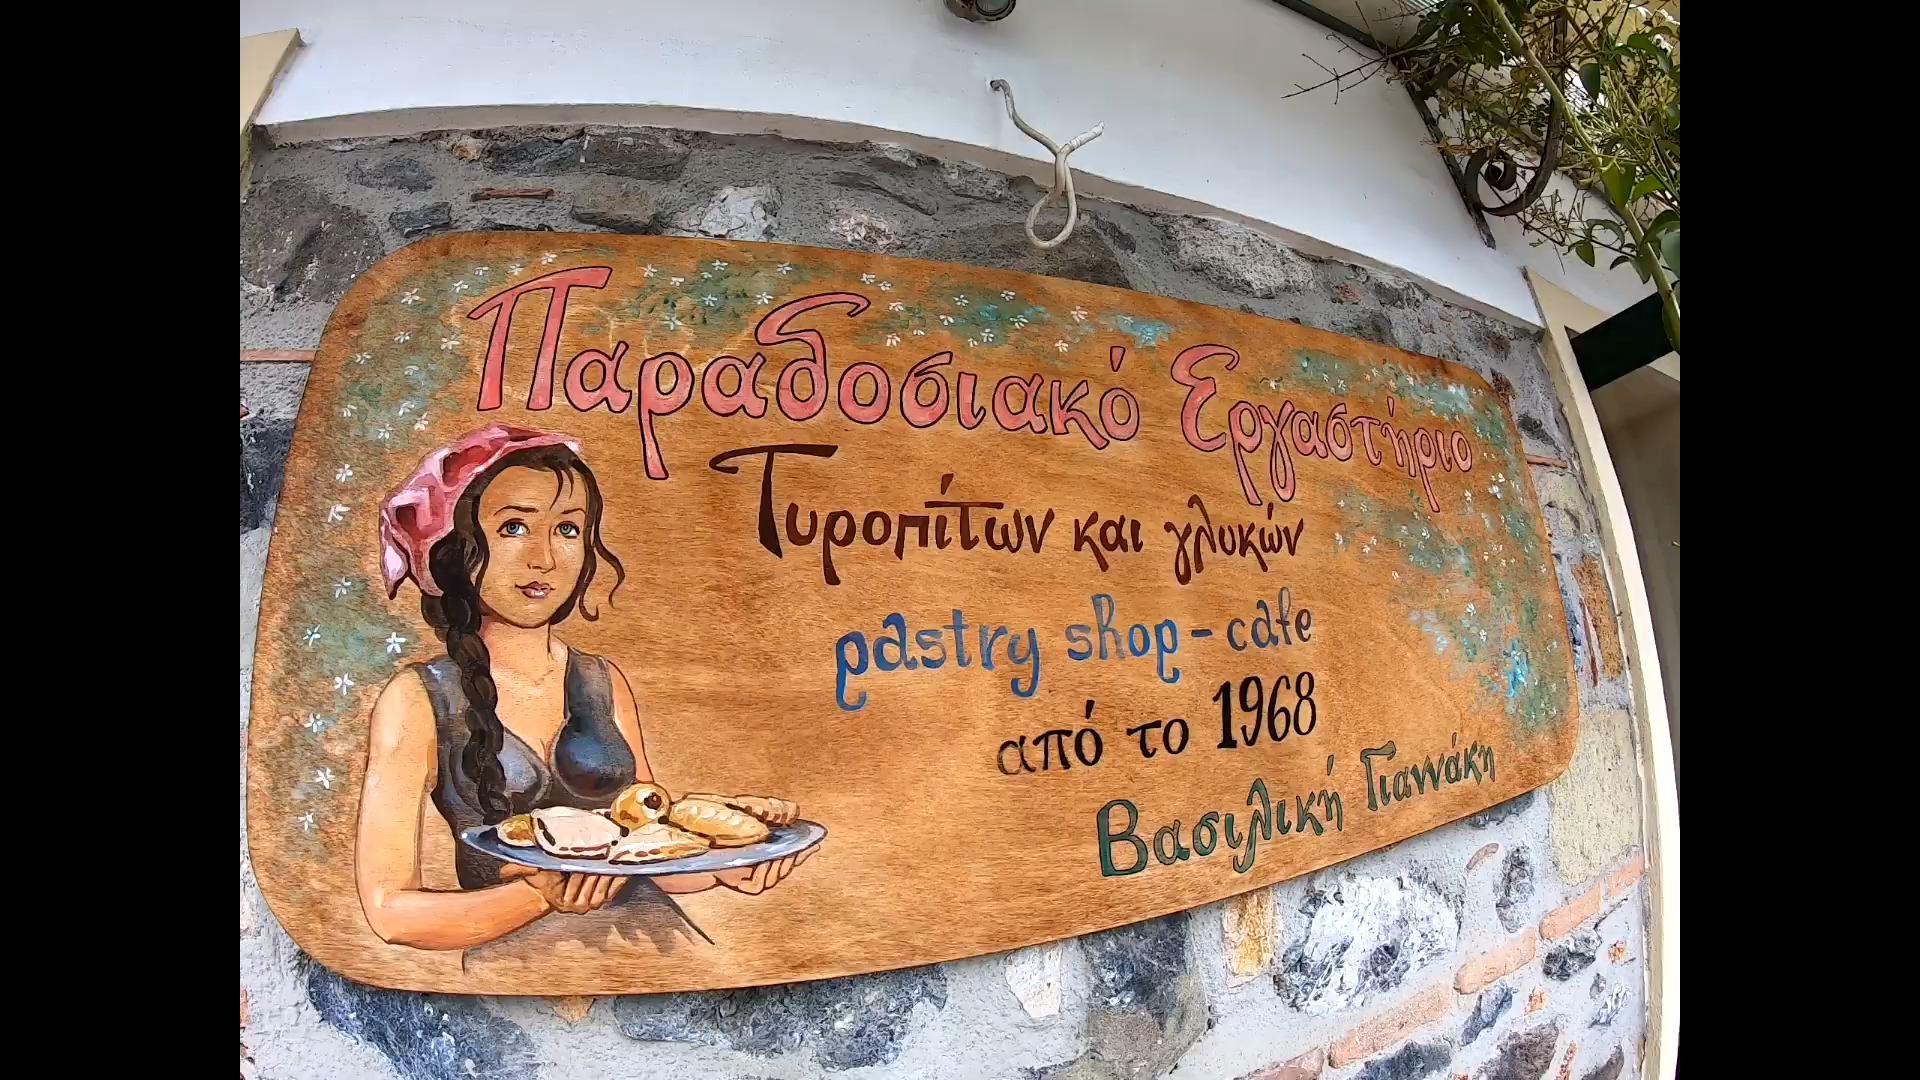 Παραδοσιακό Εργαστήριο
Τυροπίτων και γλυκών
pastry shop - cafe
από το 1968
Βασιλική Γιαννάκη